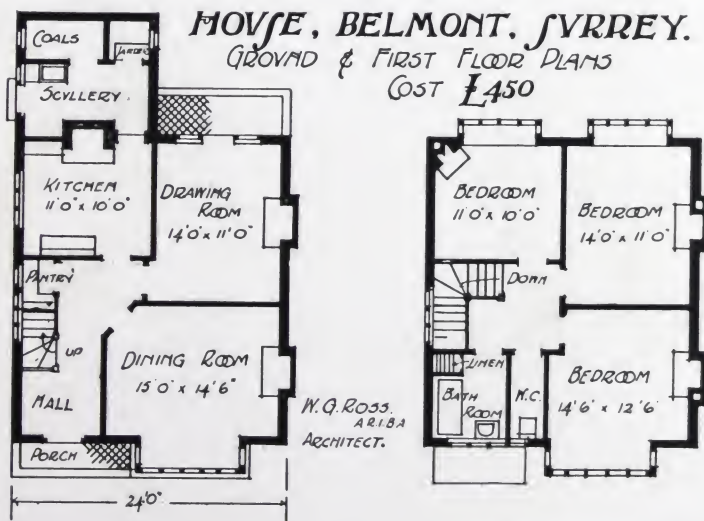 HOUSE, BELMONT, SURREY.
GROUND & FIRST FLOOR PLANS
COST £450
COALS
LARDER
SCULLERY.
KITCHEN
11'0" x 10'0"
DRAWING
ROOM
14'0 x 11'0"
PANTRY
UP
HALL
DINING ROOM
15'0" x 14'6"
PORCH
24'0"
W.G. ROSS.
A.R.I.B.A
ARCHITECT.
BEDROOM
11'0" x 10'0"
BEDROOM
14'0" x 11'0"
DOWN
LINEN
BATH
ROOM
W.C.
BEDROOM
14'6" x 12'6"